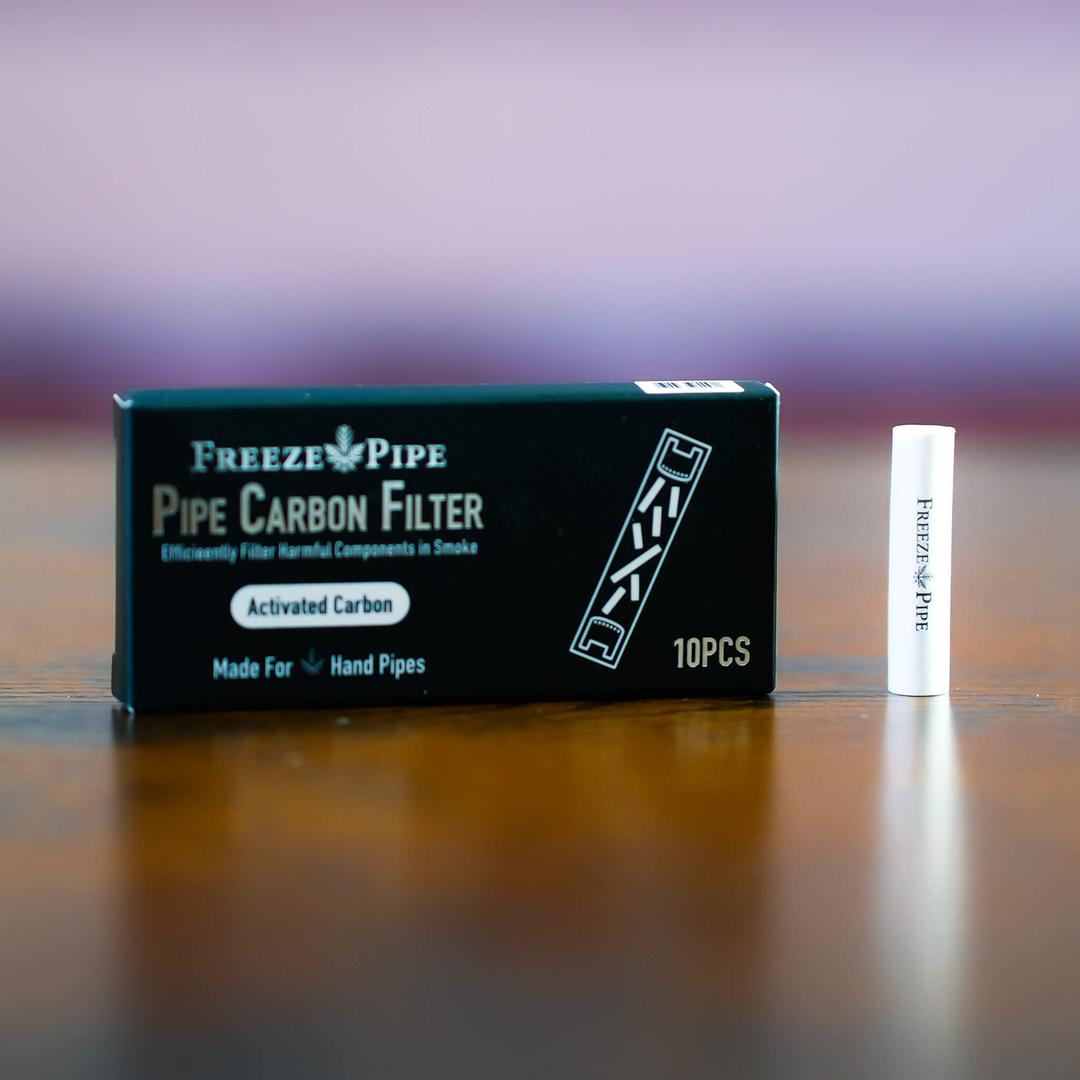 FREEZE PIPE
PIPE CARBON FILTER
Efficieently Filter Harmful Components in Smoke
Activated Carbon
Made For Hand Pipes
10PCS
FREEZE PIPE